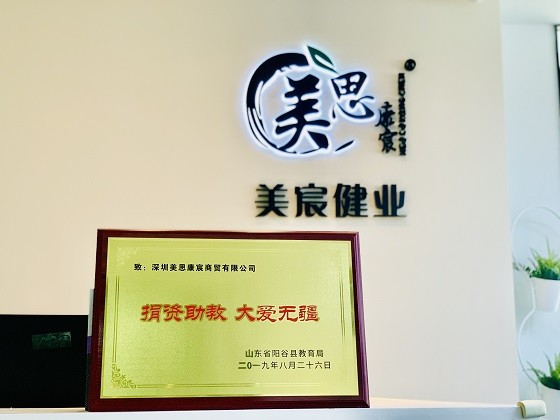 美思
康宸
美宸健业
致：深圳美思康宸商贸有限公司
捐资助教 大爱无疆
山东省阳谷县教育局
二0一九年八月二十六日